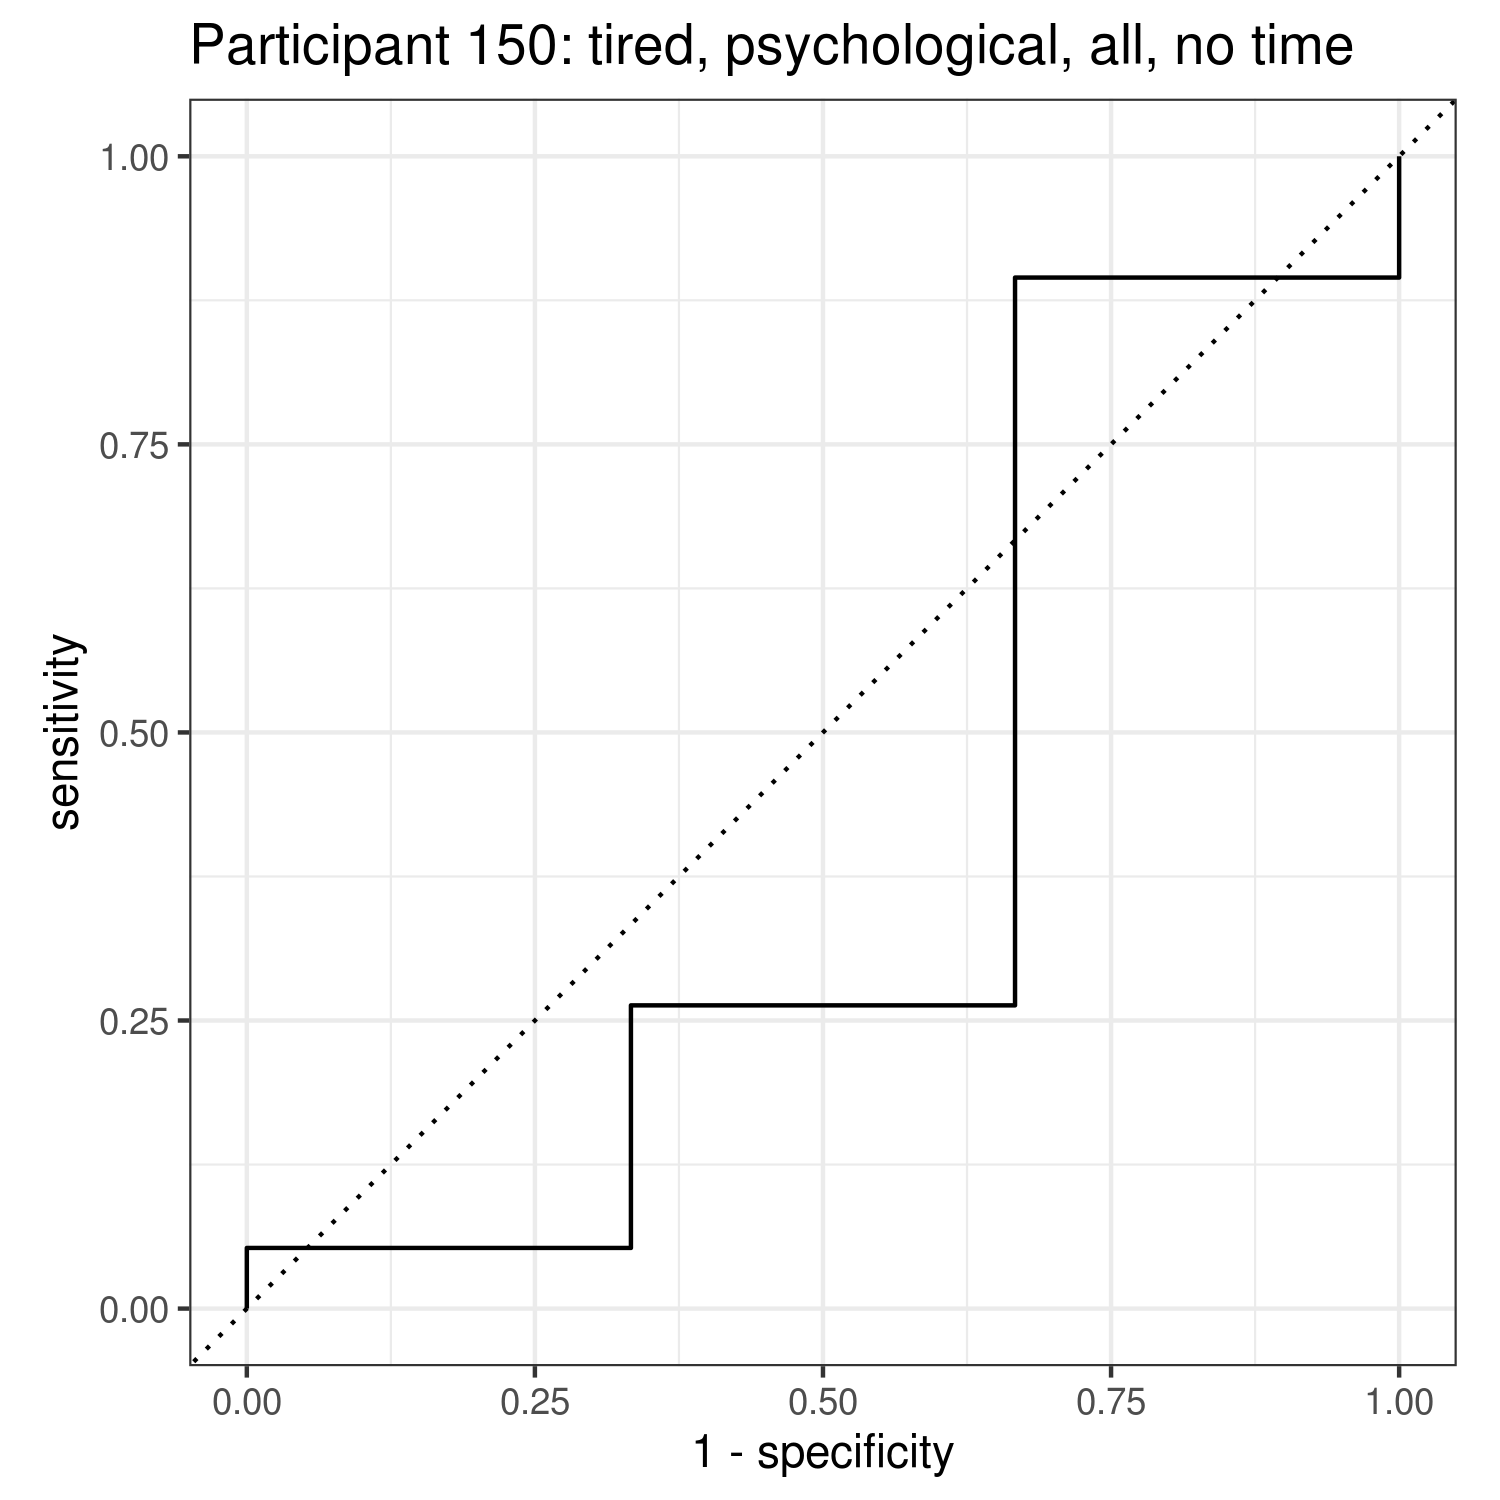 Participant 150: tired, psychological, all, no time
1.00
0.75
0.50
0.25
0.00
sensitivity
0.00 0.25 0.50 0.75 1.00
1 - specificity